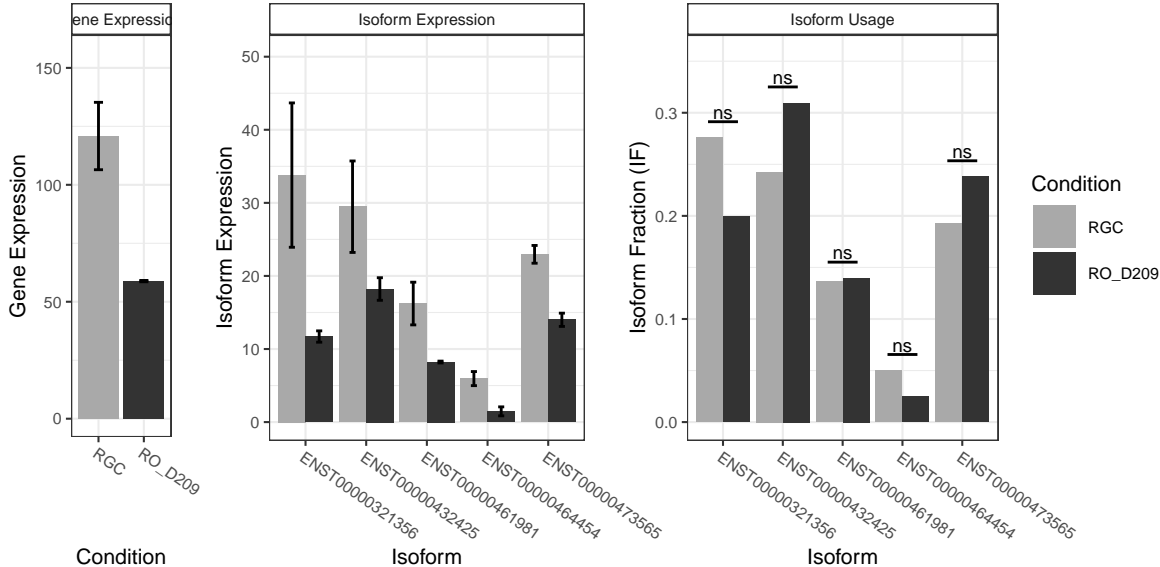 ene Expressio
Gene Expression
150
100
50
0
RGC
RO_D209
Condition
Isoform Expression
Isoform Expression
50
40
30
20
10
0
ENST00000321356
ENST00000432425
ENST00000461981
ENST00000464454
ENST00000473565
Isoform
Isoform Usage
Isoform Fraction (IF)
0.3
0.2
0.1
0.0
ns
ns
ns
ns
ns
ENST00000321356
ENST00000432425
ENST00000461981
ENST00000464454
ENST00000473565
Isoform
Condition
RGC
RO_D209